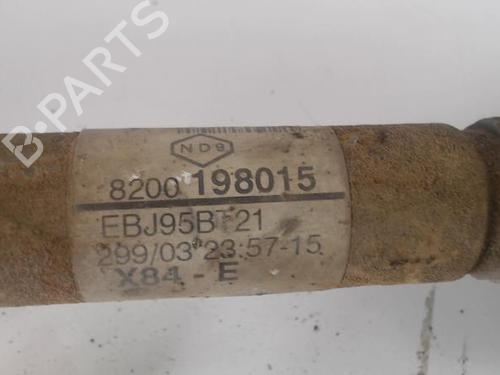 ND9
8200 198015
EBJ95BT21
299/03 23:57-15
X84 - E
B-PARTS